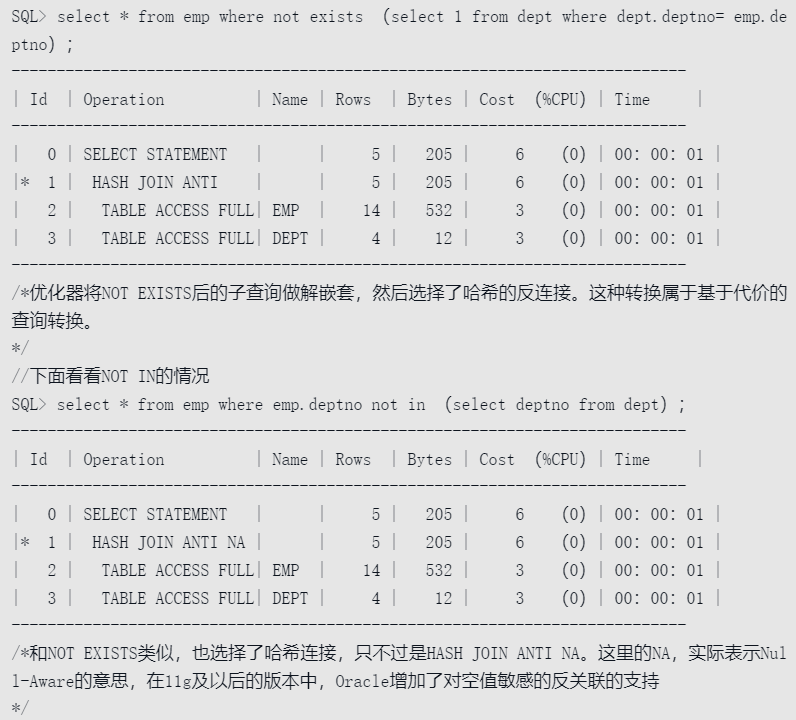 SQL> select * from emp where not exists （select 1 from dept where dept.deptno= emp.de
ptno）；
---------------------------------------------------------------------------
| Id  | Operation          | Name | Rows  | Bytes | Cost （%CPU）| Time     |
---------------------------------------------------------------------------
|   0 | SELECT STATEMENT   |      |     5 |   205 |     6   （0）| 00：00：01 |
|*  1 |  HASH JOIN ANTI    |      |     5 |   205 |     6   （0）| 00：00：01 |
|   2 |   TABLE ACCESS FULL| EMP  |    14 |   532 |     3   （0）| 00：00：01 |
|   3 |   TABLE ACCESS FULL| DEPT |     4 |    12 |     3   （0）| 00：00：01 |
---------------------------------------------------------------------------
/*优化器将NOT EXISTS后的子查询做解嵌套，然后选择了哈希的反连接。这种转换属于基于代价的
查询转换。
*/
//下面看看NOT IN的情况
SQL> select * from emp where emp.deptno not in （select deptno from dept）；
---------------------------------------------------------------------------
| Id  | Operation          | Name | Rows  | Bytes | Cost （%CPU）| Time     |
---------------------------------------------------------------------------
|   0 | SELECT STATEMENT   |      |     5 |   205 |     6   （0）| 00：00：01 |
|*  1 |  HASH JOIN ANTI NA |      |     5 |   205 |     6   （0）| 00：00：01 |
|   2 |   TABLE ACCESS FULL| EMP  |    14 |   532 |     3   （0）| 00：00：01 |
|   3 |   TABLE ACCESS FULL| DEPT |     4 |    12 |     3   （0）| 00：00：01 |
---------------------------------------------------------------------------
/*和NOT EXISTS类似，也选择了哈希连接，只不过是HASH JOIN ANTI NA。这里的NA，实际表示Nul
l-Aware的意思，在11g及以后的版本中，Oracle增加了对空值敏感的反关联的支持
*/